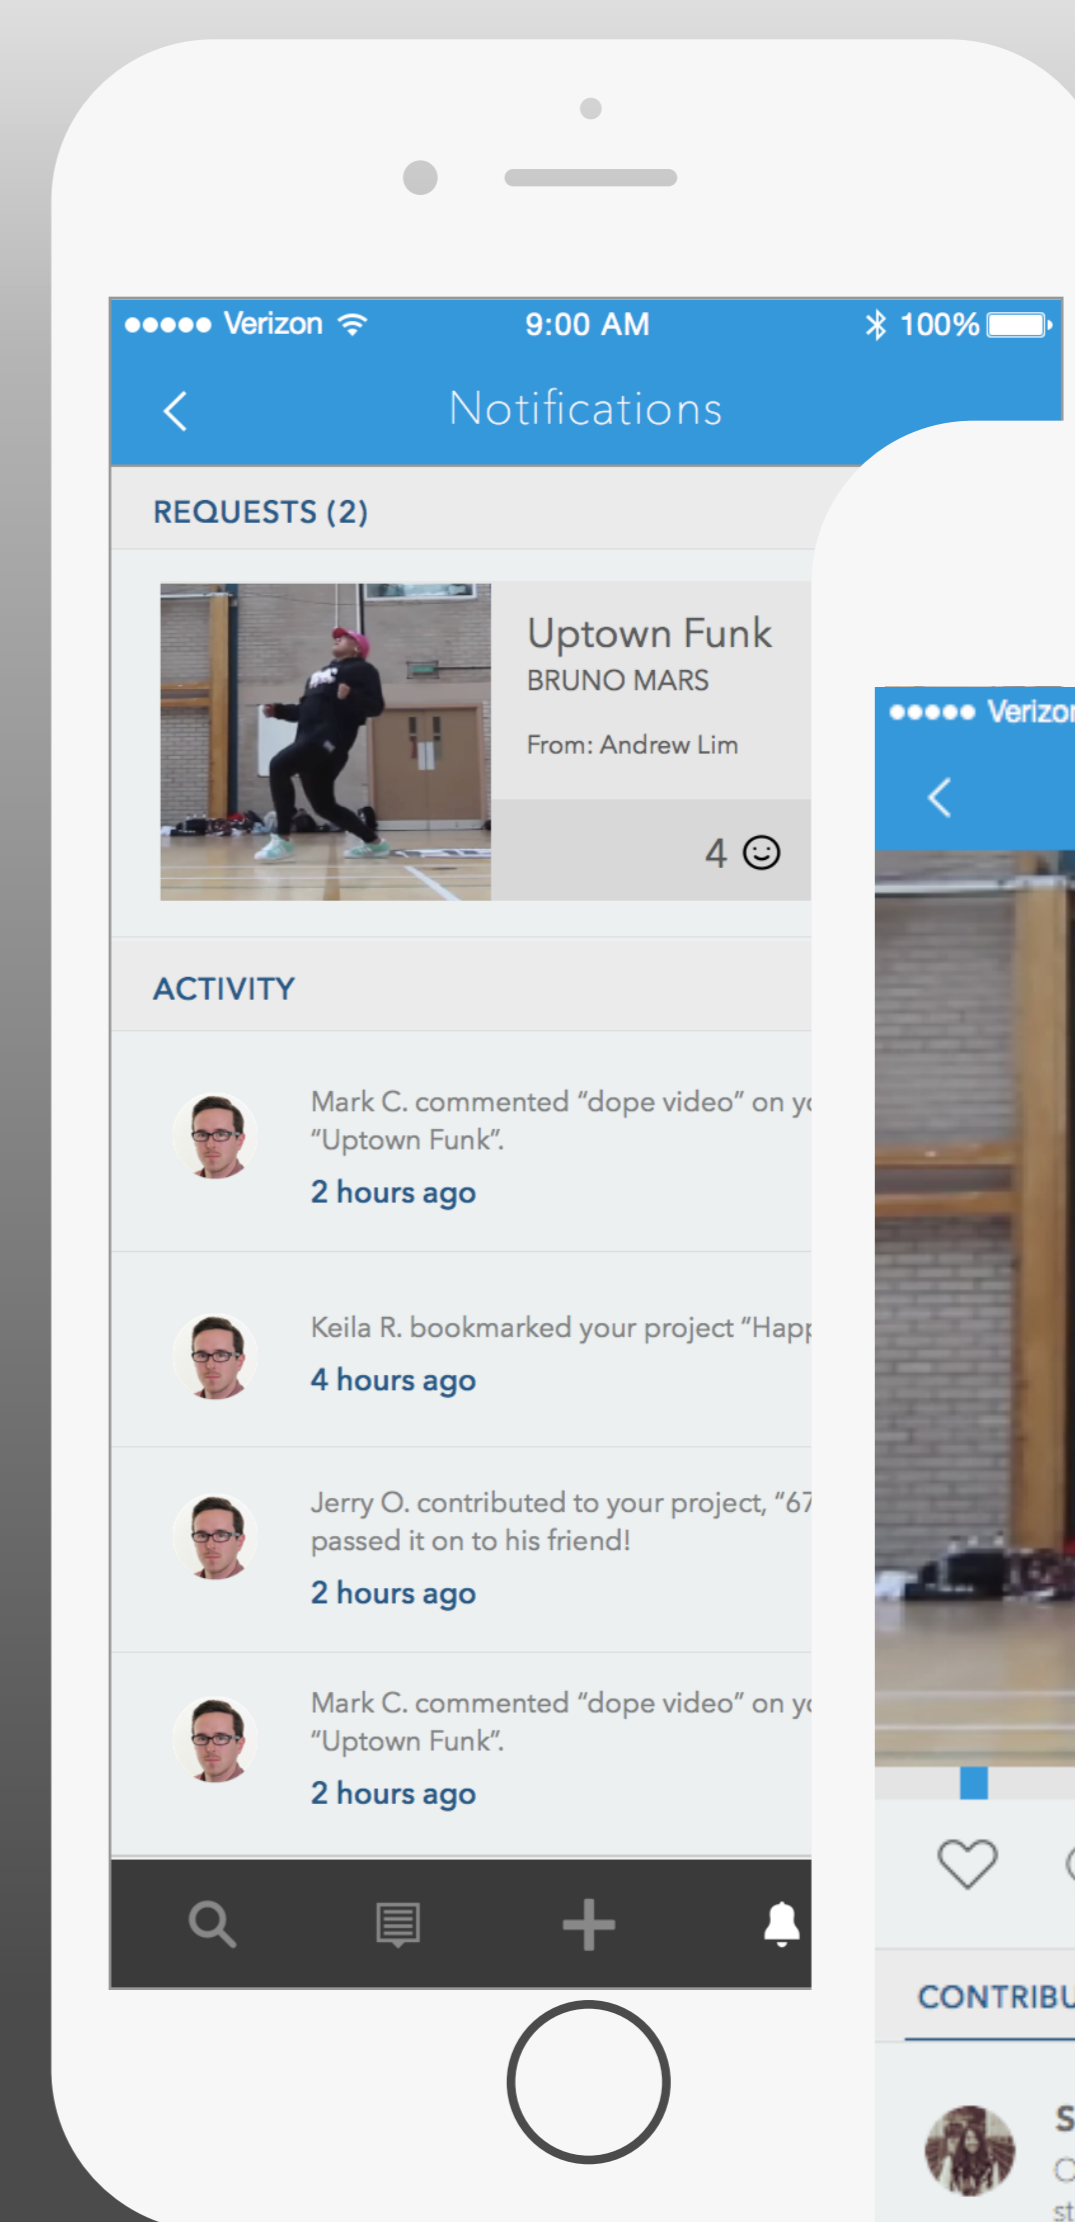 Verizon 9:00 AM 100%
Notifications
REQUESTS (2)
Uptown Funk
BRUNO MARS
From: Andrew Lim
4
ACTIVITY
Mark C. commented “dope video” on
“Uptown Funk”.
2 hours ago
Keila R. bookmarked your project “Happ
4 hours ago
Jerry O. contributed to your project, “67
passed it on to his friend!
2 hours ago
Mark C. commented “dope video” on
“Uptown Funk”.
2 hours ago
Verizon
CONTRIBU